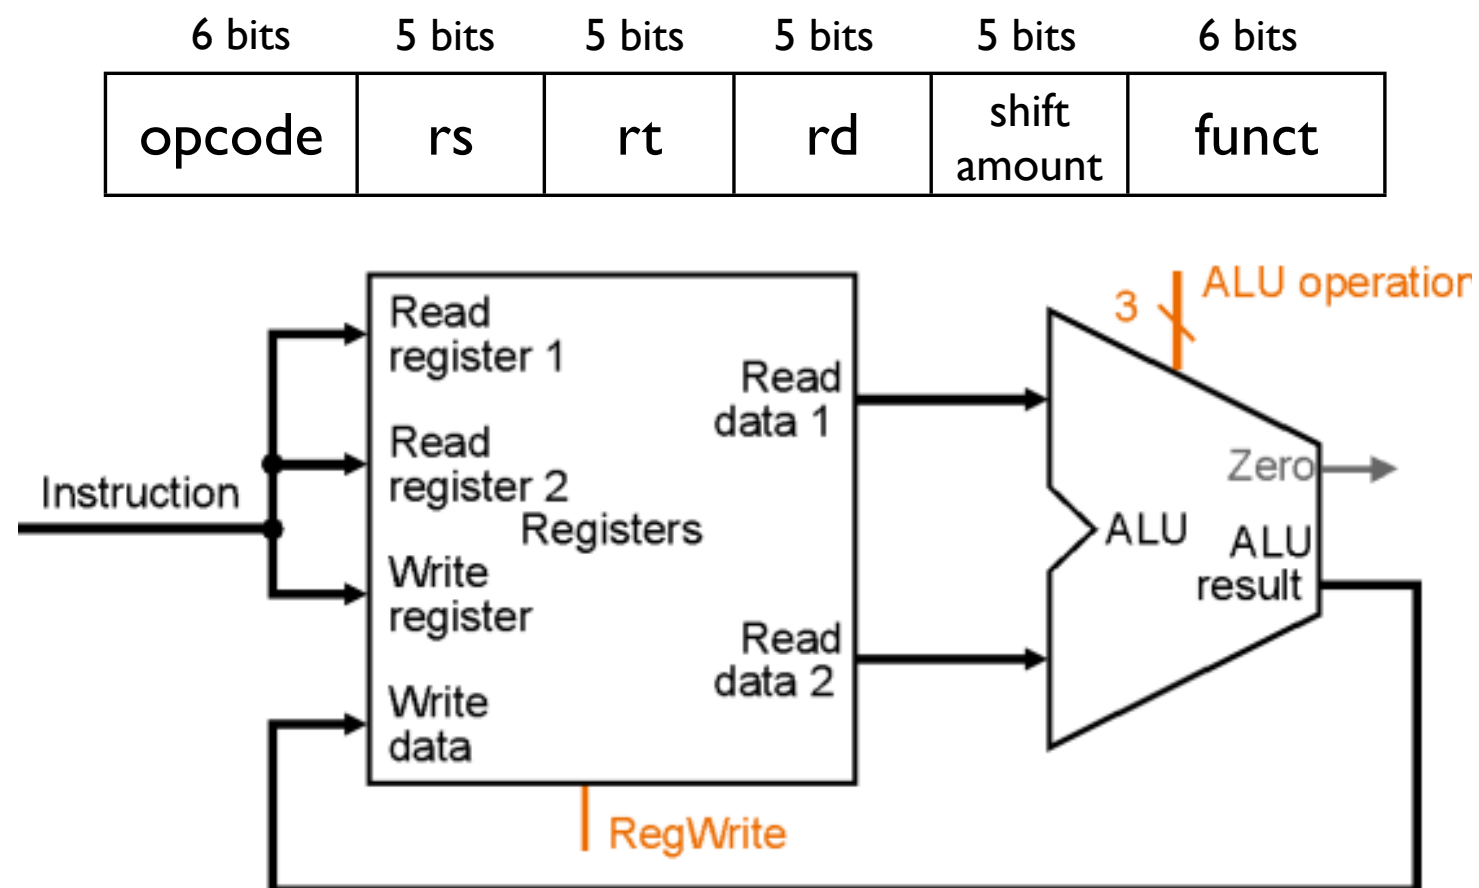 6 bits 5 bits 5 bits 5 bits 5 bits 6 bits
opcode rs rt rd shift amount funct
3 ALU operation
Read
register 1
Read
data 1
Read
register 2
Zero
Instruction
Registers
ALU
ALU
result
Write
register
Read
data 2
Write
data
RegWrite